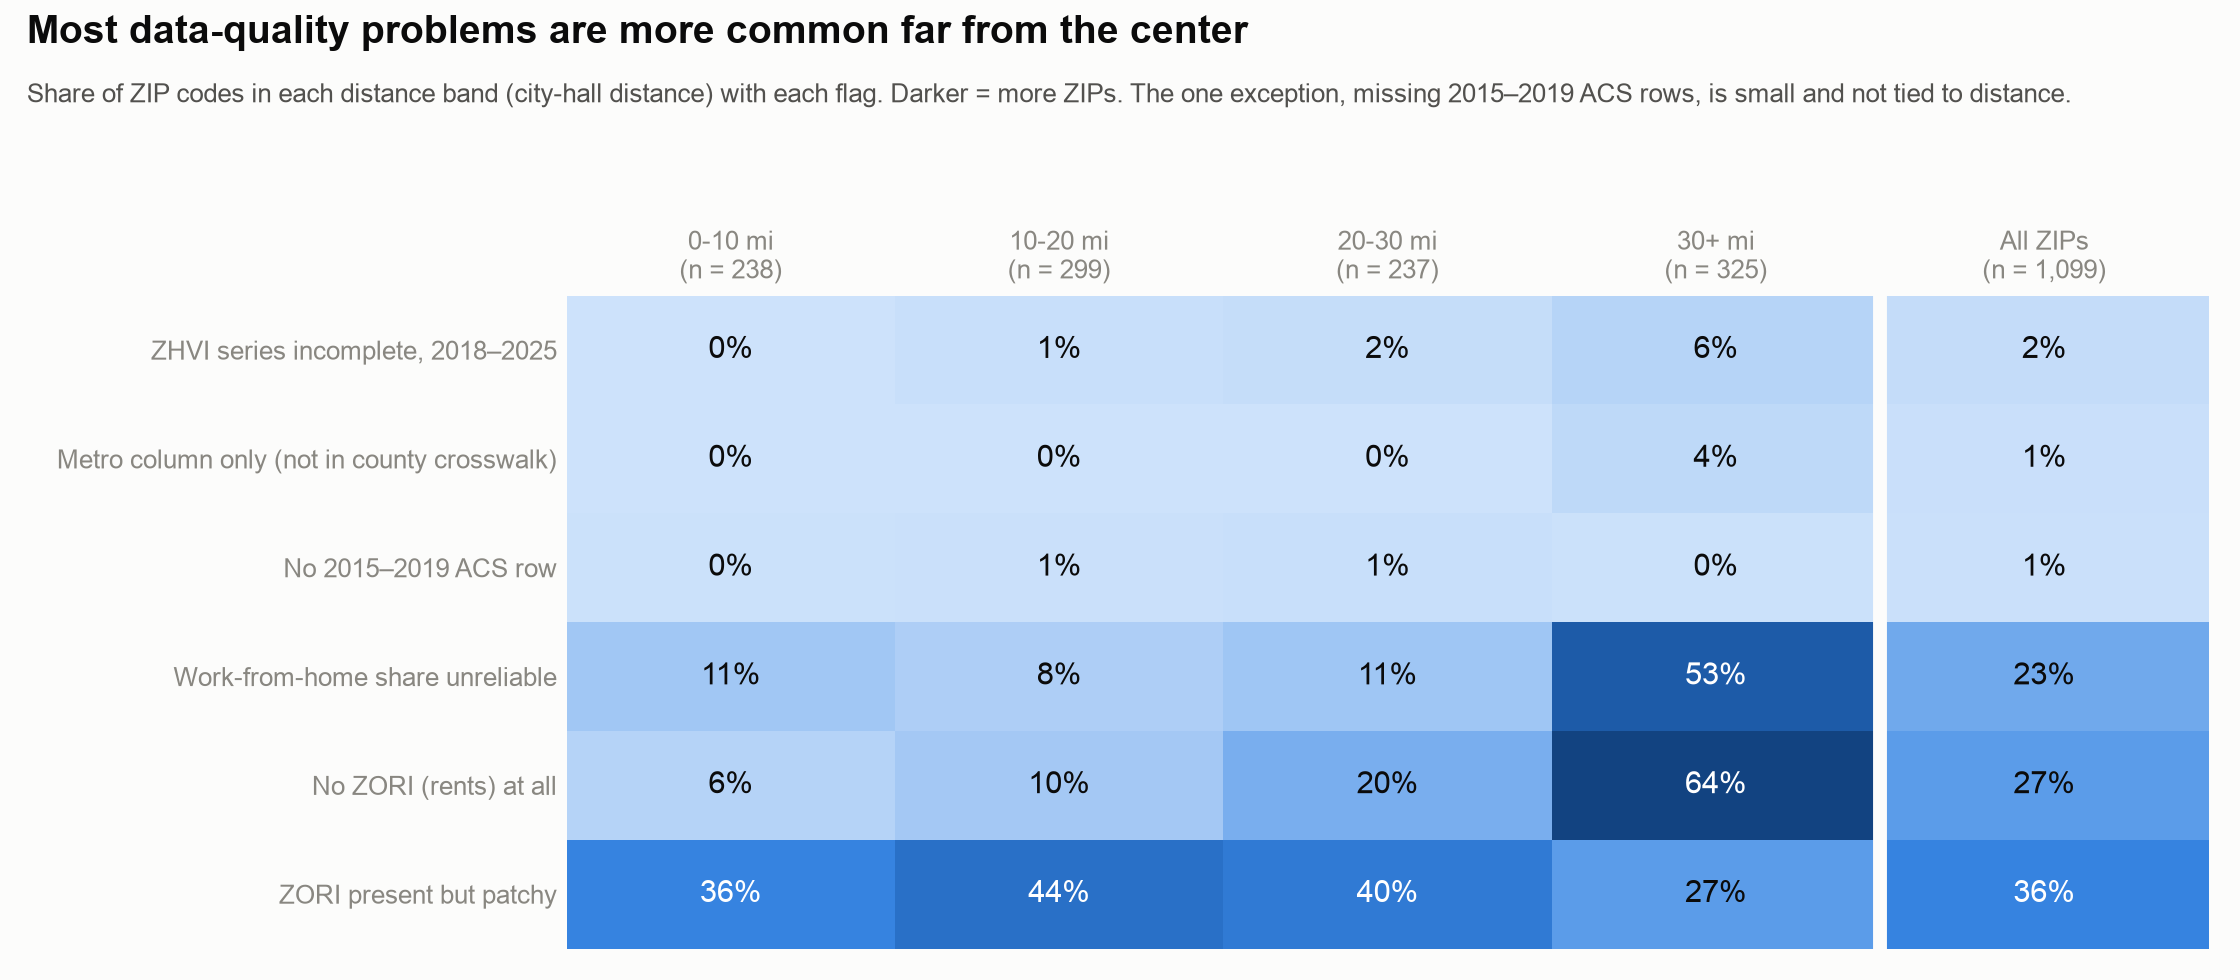 Most data-quality problems are more common far from the center
Share of ZIP codes in each distance band (city-hall distance) with each flag. Darker = more ZIPs. The one exception, missing 2015–2019 ACS rows, is small and not tied to distance.
0-10 mi 10-20 mi 20-30 mi 30+ mi All ZIPs
(n = 238) (n = 299) (n = 237) (n = 325) (n = 1,099)
ZHVI series incomplete, 2018–2025 0% 1% 2% 6% 2%
Metro column only (not in county crosswalk) 0% 0% 0% 4% 1%
No 2015–2019 ACS row 0% 1% 1% 0% 1%
Work-from-home share unreliable 11% 8% 11% 53% 23%
No ZORI (rents) at all 6% 10% 20% 64% 27%
ZORI present but patchy 36% 44% 40% 27% 36%